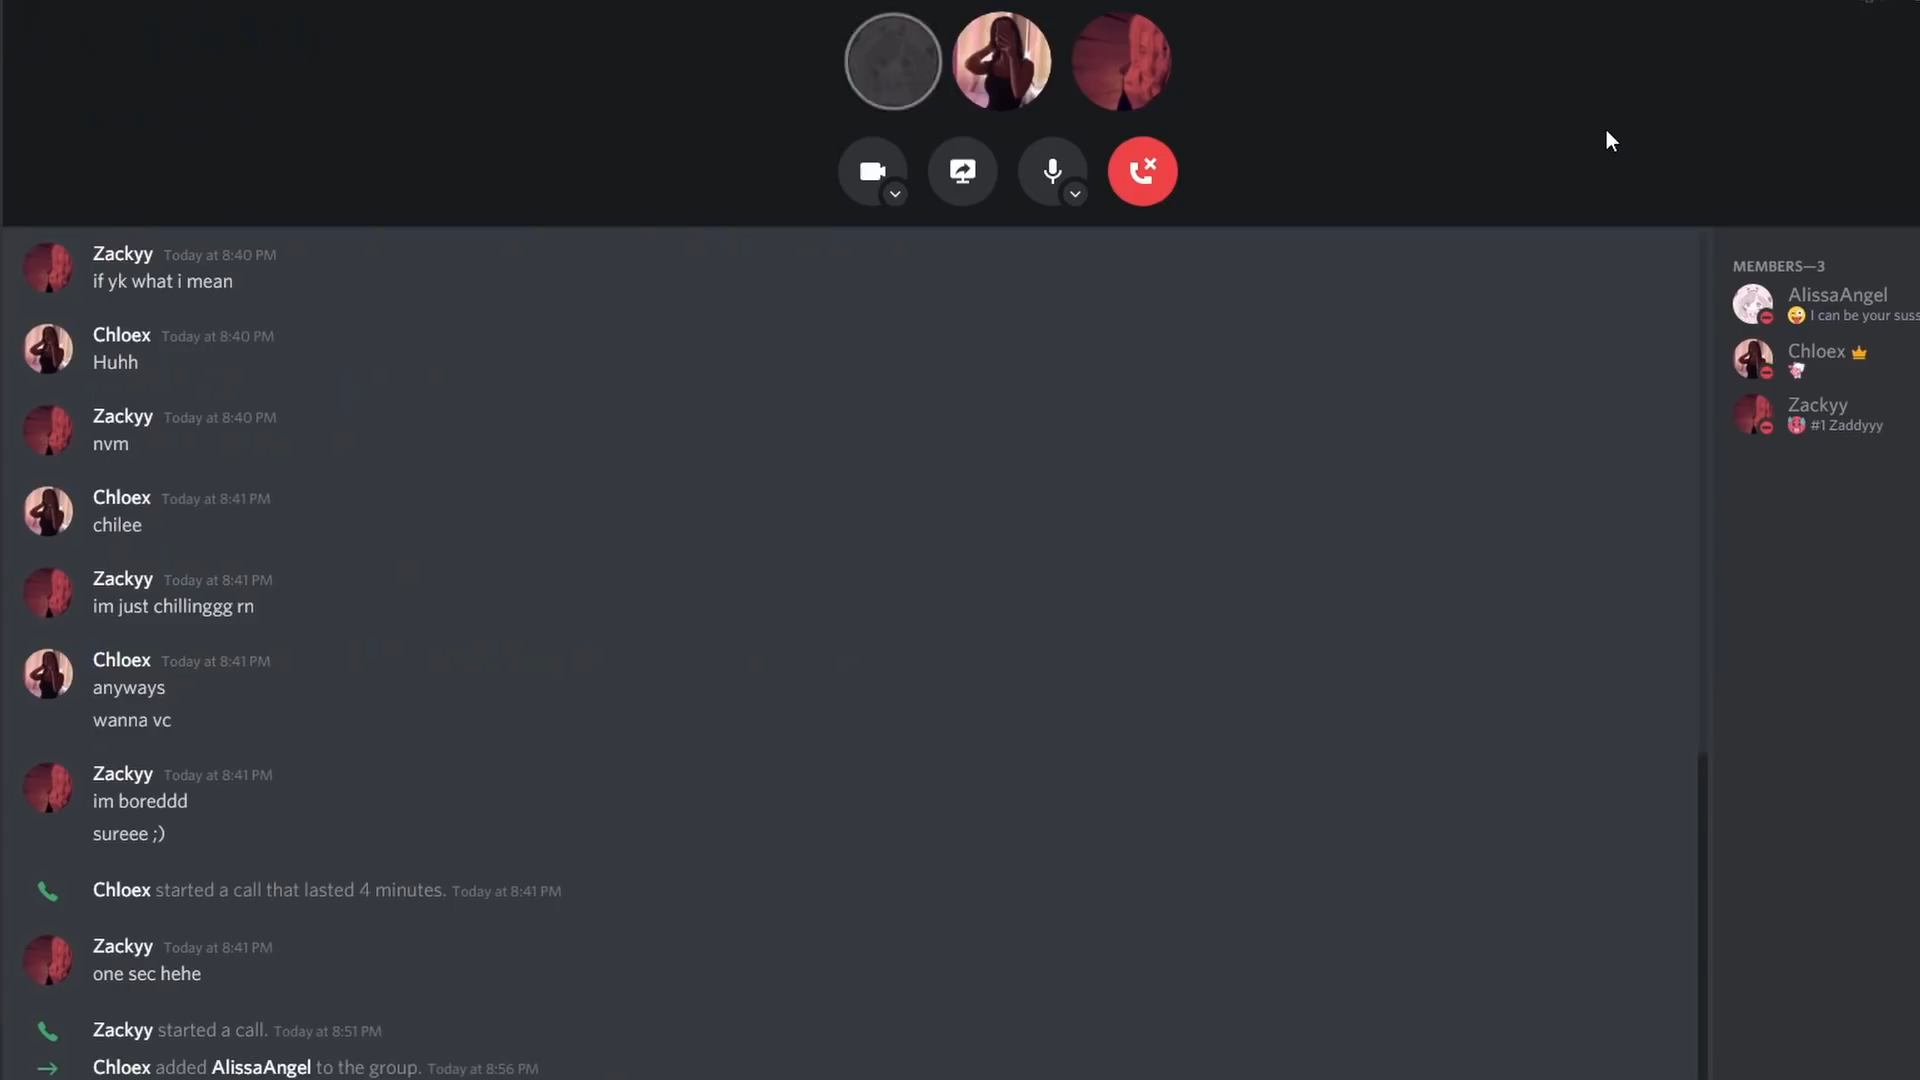 Zackyy Today at 8:40 PM
if yk what i mean
Chloex Today at 8:40 PM
Huhh
Zackyy Today at 8:40 PM
nvm
Chloex Today at 8:41 PM
chilee
Zackyy Today at 8:41 PM
im just chillinggg rn
Chloex Today at 8:41 PM
anyways
wanna vc
Zackyy Today at 8:41 PM
im boreddd
sureee ;)
Chloex started a call that lasted 4 minutes. Today at 8:41 PM
Zackyy Today at 8:41 PM
one sec hehe
Zackyy started a call. Today at 8:51 PM
Chloex added AlissaAngel to the group. Today at 8:56 PM
MEMBERS—3
AlissaAngel
I can be your suss
Chloex
Zackyy
#1 Zaddyyy